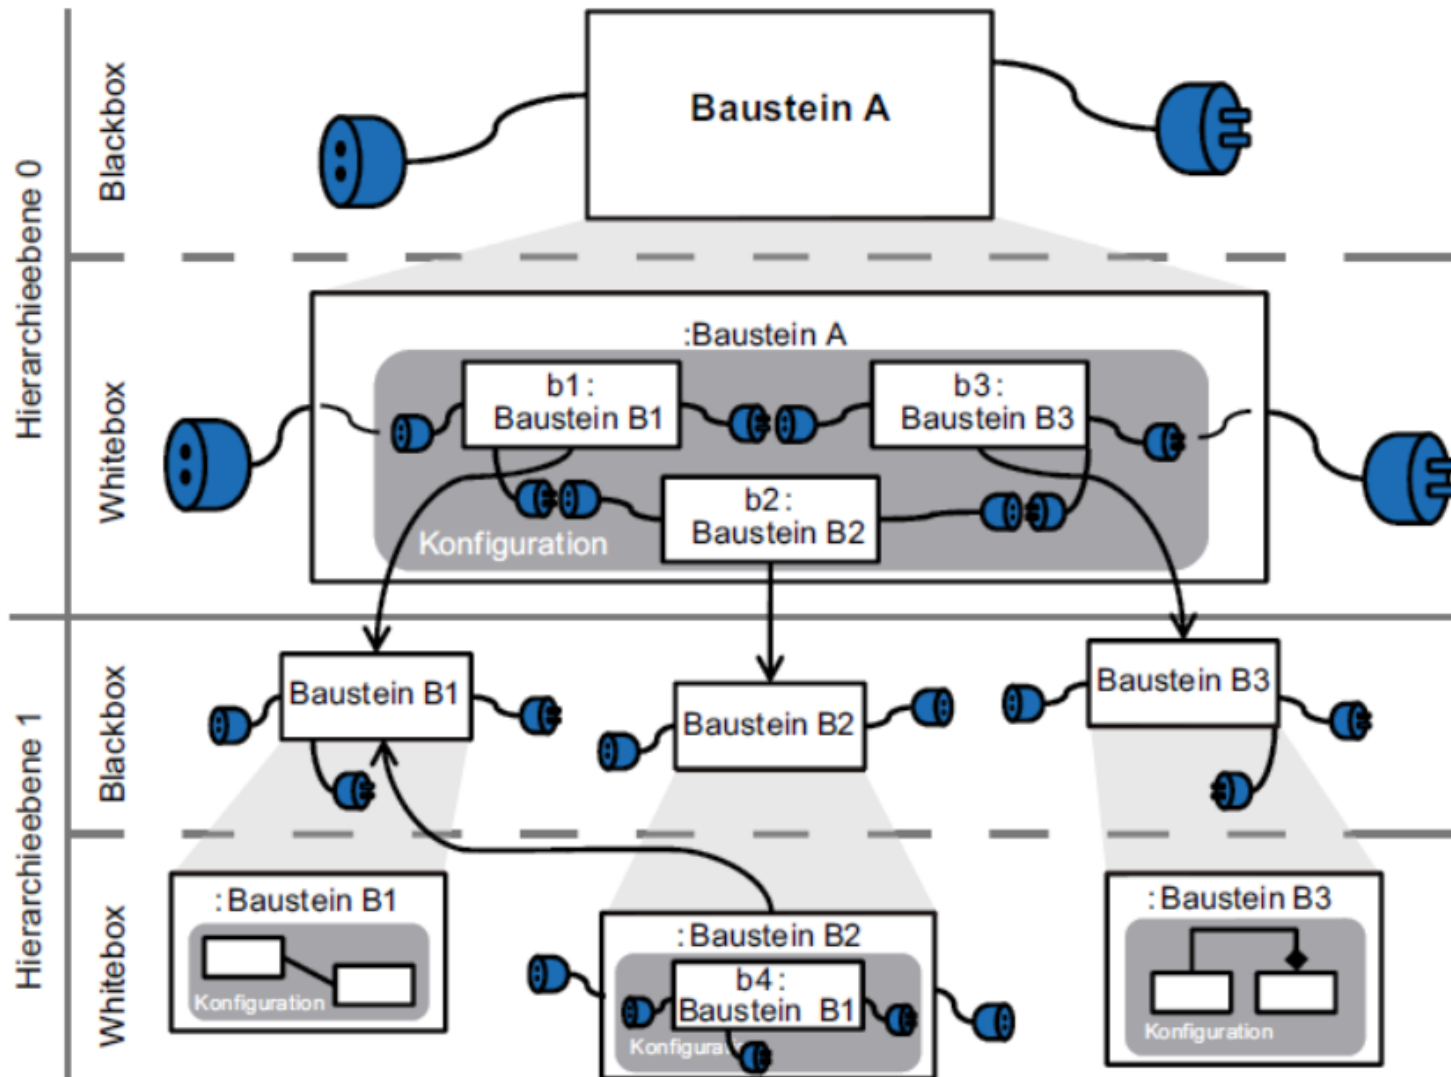 Hierarchieebene 0
Blackbox
Baustein A
Whitebox
:Baustein A
b1:
Baustein B1
b3:
Baustein B3
b2:
Baustein B2
Konfiguration
Hierarchieebene 1
Blackbox
Baustein B1
Baustein B2
Baustein B3
Whitebox
:Baustein B1
Konfiguration
:Baustein B2
b4:
Baustein B1
Konfigurati
:Baustein B3
Konfiguration